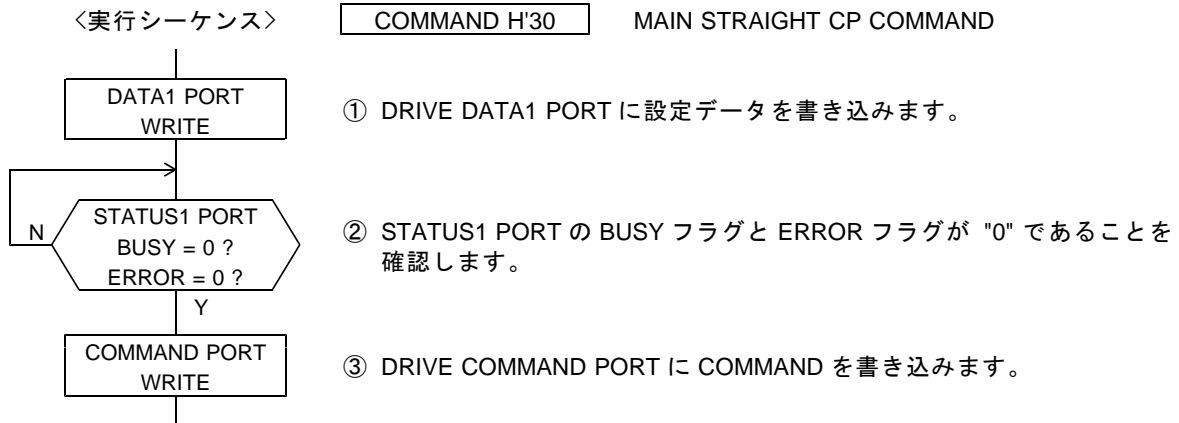 〈実行シーケンス〉 COMMAND H'30 MAIN STRAIGHT CP COMMAND
DATA1 PORT
WRITE
① DRIVE DATA1 PORT に設定データを書き込みます。
STATUS1 PORT
BUSY = 0 ?
ERROR = 0 ?
N
Y
② STATUS1 PORT の BUSY フラグと ERROR フラグが "0" であることを
確認します。
COMMAND PORT
WRITE
③ DRIVE COMMAND PORT に COMMAND を書き込みます。